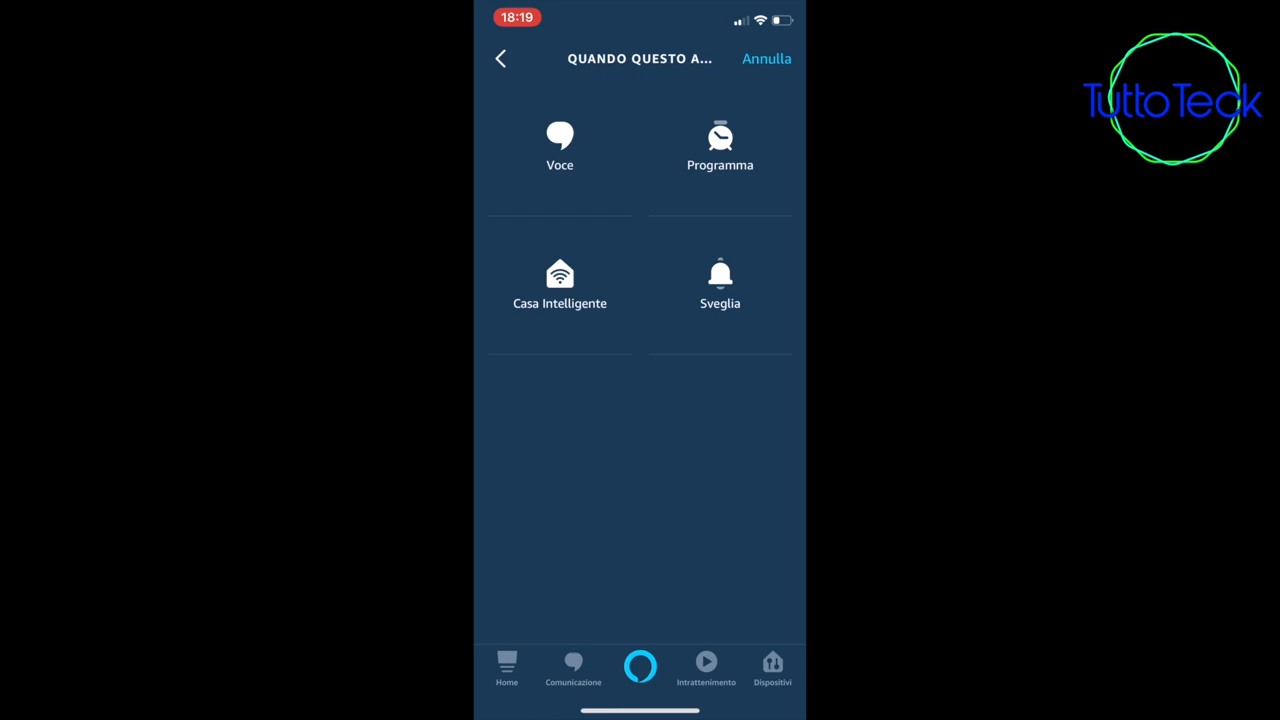 18:19
QUANDO QUESTO A...
Annulla
TuttoTeck
Voce
Programma
Casa Intelligente
Sveglia
Home
Comunicazione
Intrattenimento
Dispositivi